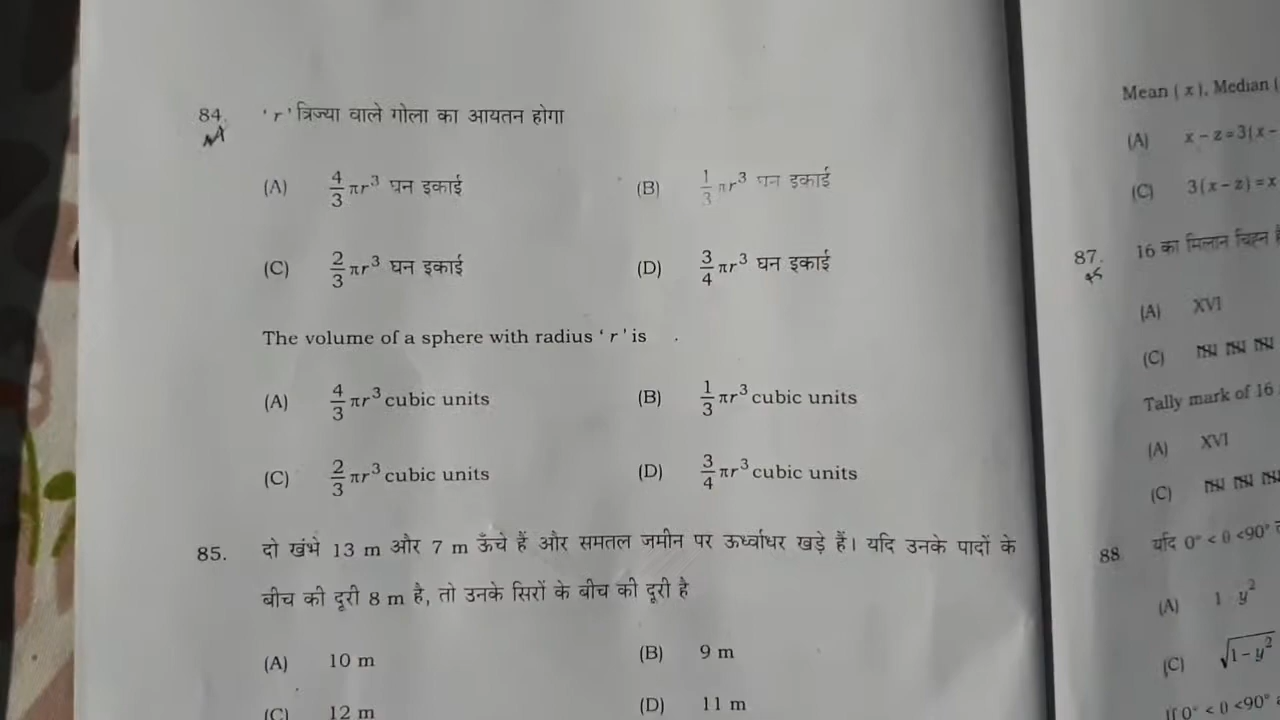 84. ' r ' त्रिज्या वाले गोला का आयतन होगा
(A) 4/3 πr³ घन इकाई (B) 1/3 πr³ घन इकाई
(C) 2/3 πr³ घन इकाई (D) 3/4 πr³ घन इकाई
The volume of a sphere with radius ' r ' is
(A) 4/3 πr³ cubic units (B) 1/3 πr³ cubic units
(C) 2/3 πr³ cubic units (D) 3/4 πr³ cubic units
85. दो खंभे 13 m और 7 m ऊँचे हैं और समतल जमीन पर ऊर्ध्वाधर खड़े हैं। यदि उनके पादों के
बीच की दूरी 8 m है, तो उनके सिरों के बीच की दूरी है
(A) 10 m (B) 9 m
(C) 12 m (D) 11 m
Mean ( x ), Median (
(A) x – z = 3(x –
(C) 3(x – z) = x
87. 16 का मिलान चिह्न
(A) XVI
(C)
Tally mark of 16
(A) XVI
(C)
88 यदि 0° < θ <90°
(A) 1 y²
(C) √1 – y²
If 0° < θ <90°